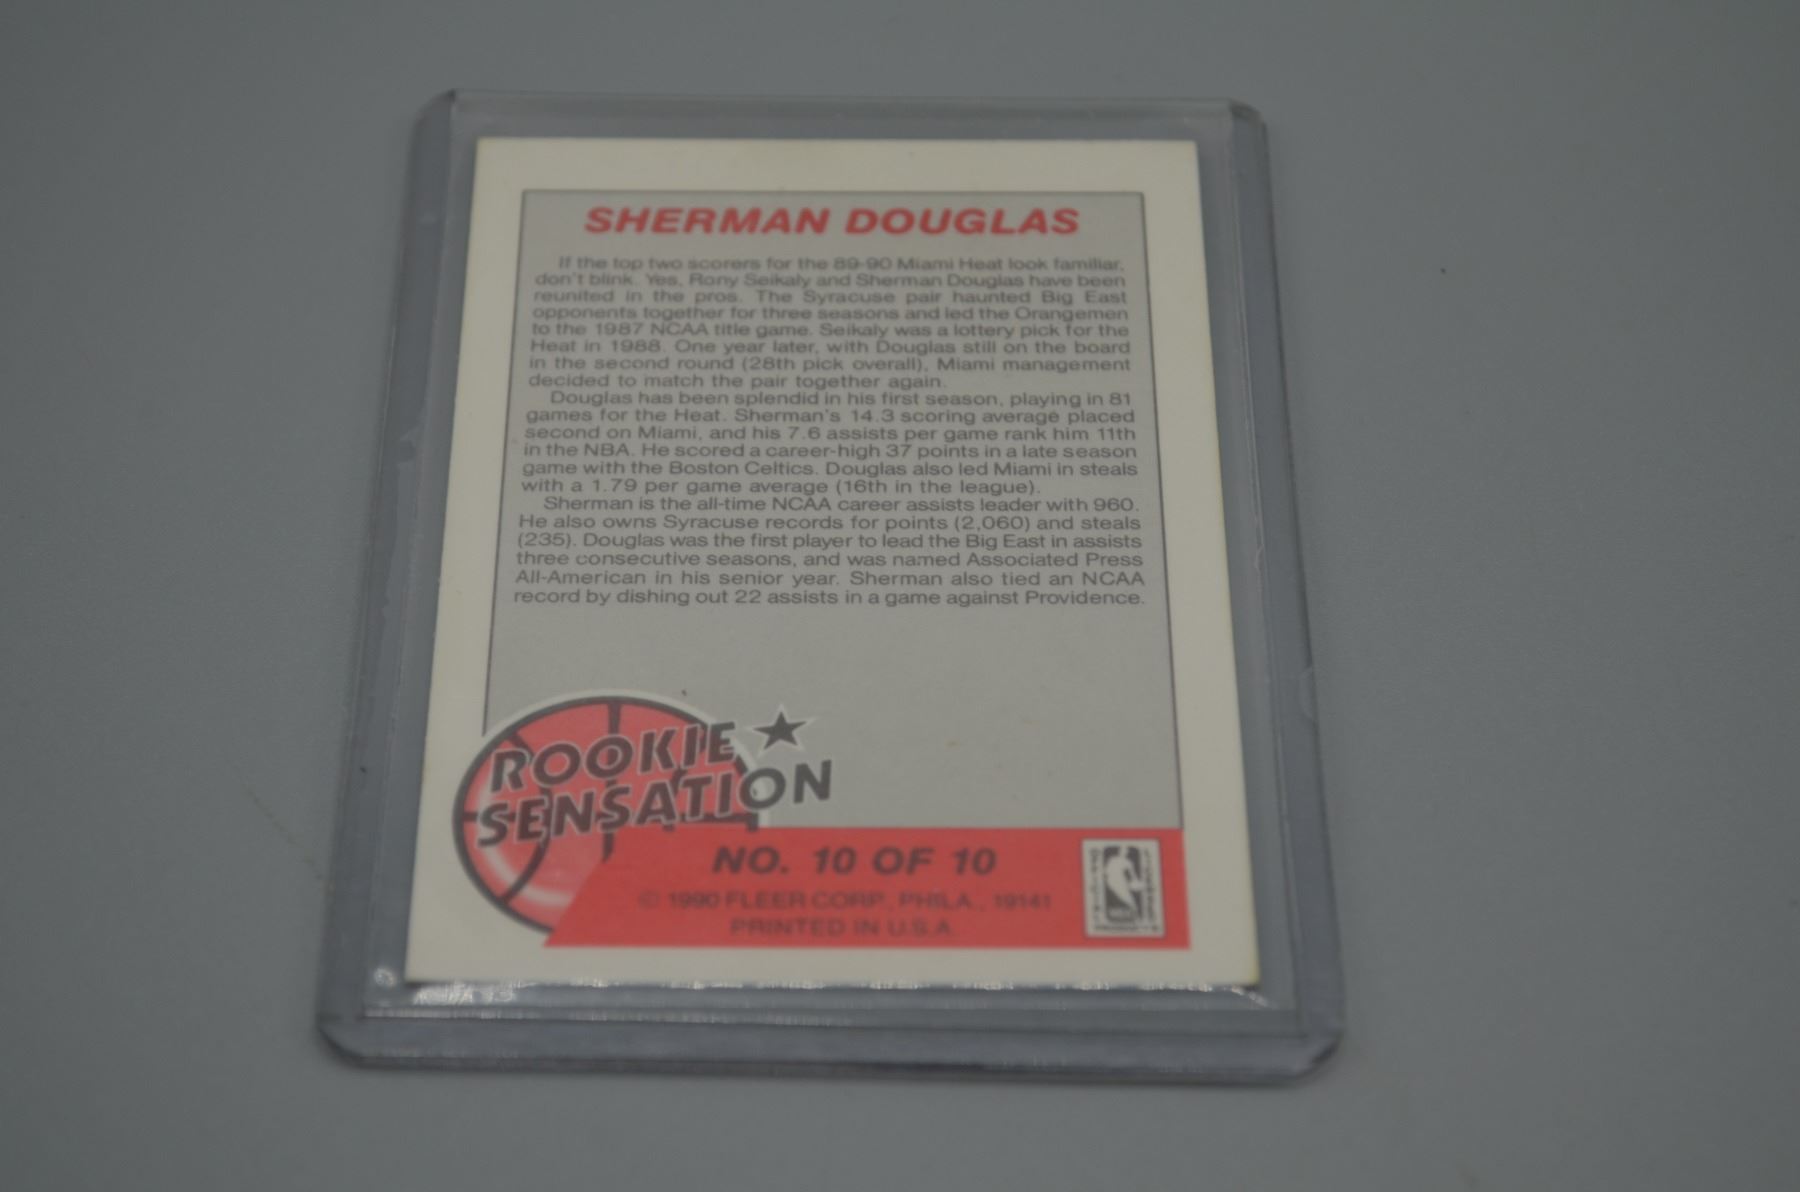 SHERMAN DOUGLAS
If the top two scorers for the 89-90 Miami Heat look familiar,
don't blink. Yes, Rony Seikaly and Sherman Douglas have been
reunited in the pros. The Syracuse pair haunted Big East
opponents together for three seasons and led the Orangemen
to the 1987 NCAA title game. Seikaly was a lottery pick for the
Heat in 1988. One year later, with Douglas still on the board
in the second round (28th pick overall), Miami management
decided to match the pair together again.
Douglas has been splendid in his first season, playing in 81
games for the Heat. Sherman's 14.3 scoring average placed
second on Miami, and his 7.6 assists per game rank him 11th
in the NBA. He scored a career-high 37 points in a late season
game with the Boston Celtics. Douglas also led Miami in steals
with a 1.79 per game average (16th in the league).
Sherman is the all-time NCAA career assists leader with 960.
He also owns Syracuse records for points (2,060) and steals
(235). Douglas was the first player to lead the Big East in assists
three consecutive seasons, and was named Associated Press
All-American in his senior year. Sherman also tied an NCAA
record by dishing out 22 assists in a game against Providence.
ROOKIE
SENSATION
NO. 10 OF 10
© 1990 FLEER CORP., PHILA., 19141
PRINTED IN U.S.A.